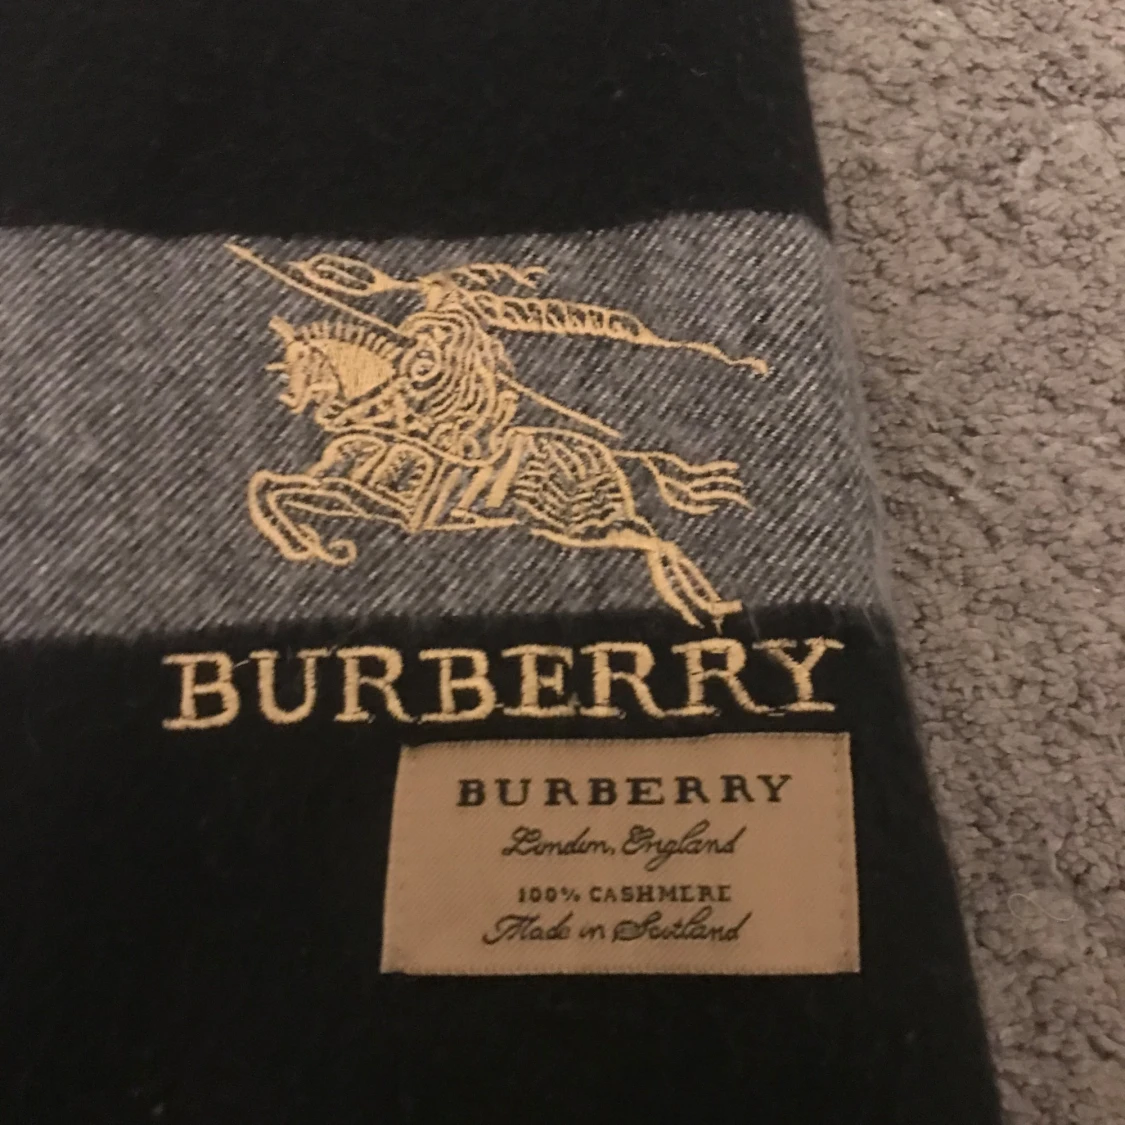 BURBERRY
BURBERRY
London, England
100% CASHMERE
Made in Scotland